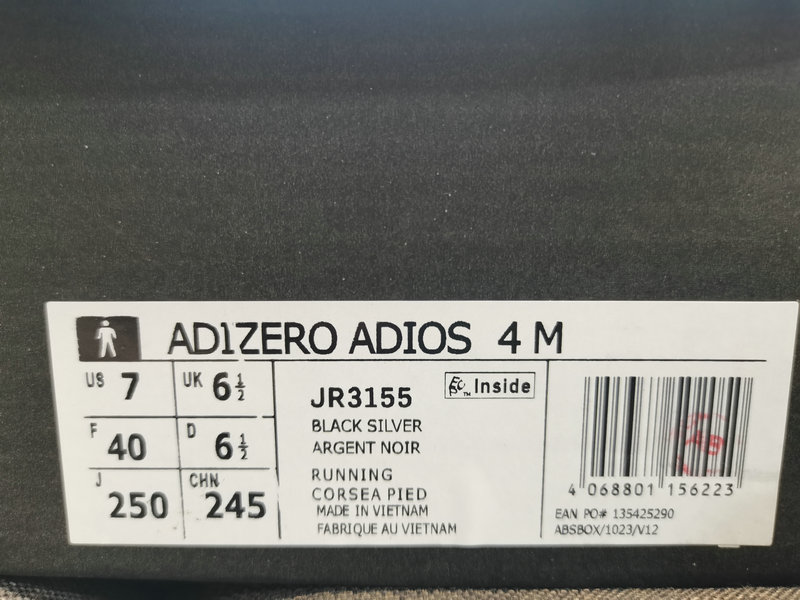 AD1ZERO ADIOS 4 M
US 7 UK 6 1/2
F 40 D 6 1/2
J 250 CHN 245
JR3155
Inside
BLACK SILVER
ARGENT NOIR
RUNNING
CORSEA PIED
MADE IN VIETNAM
FABRIQUE AU VIETNAM
4 068801 156223
EAN PO# 135425290
ABSBOX/1023/V12